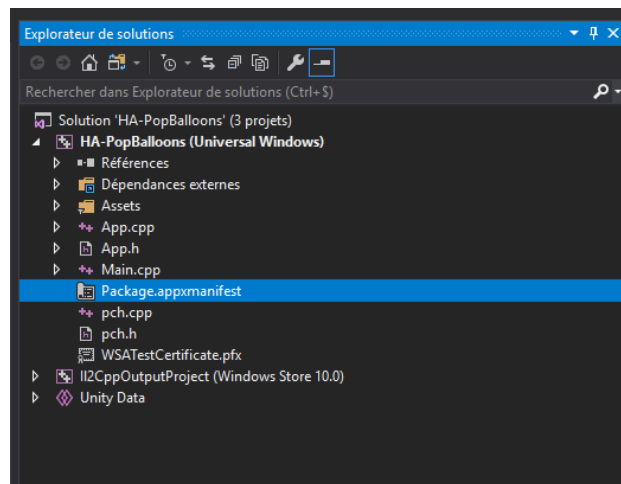 Explorateur de solutions
Rechercher dans Explorateur de solutions (Ctrl+$)
Solution 'HA-PopBalloons' (3 projets)
HA-PopBalloons (Universal Windows)
Références
Dépendances externes
Assets
App.cpp
App.h
Main.cpp
Package.appxmanifest
pch.cpp
pch.h
WSATestCertificate.pfx
Il2CppOutputProject (Windows Store 10.0)
Unity Data